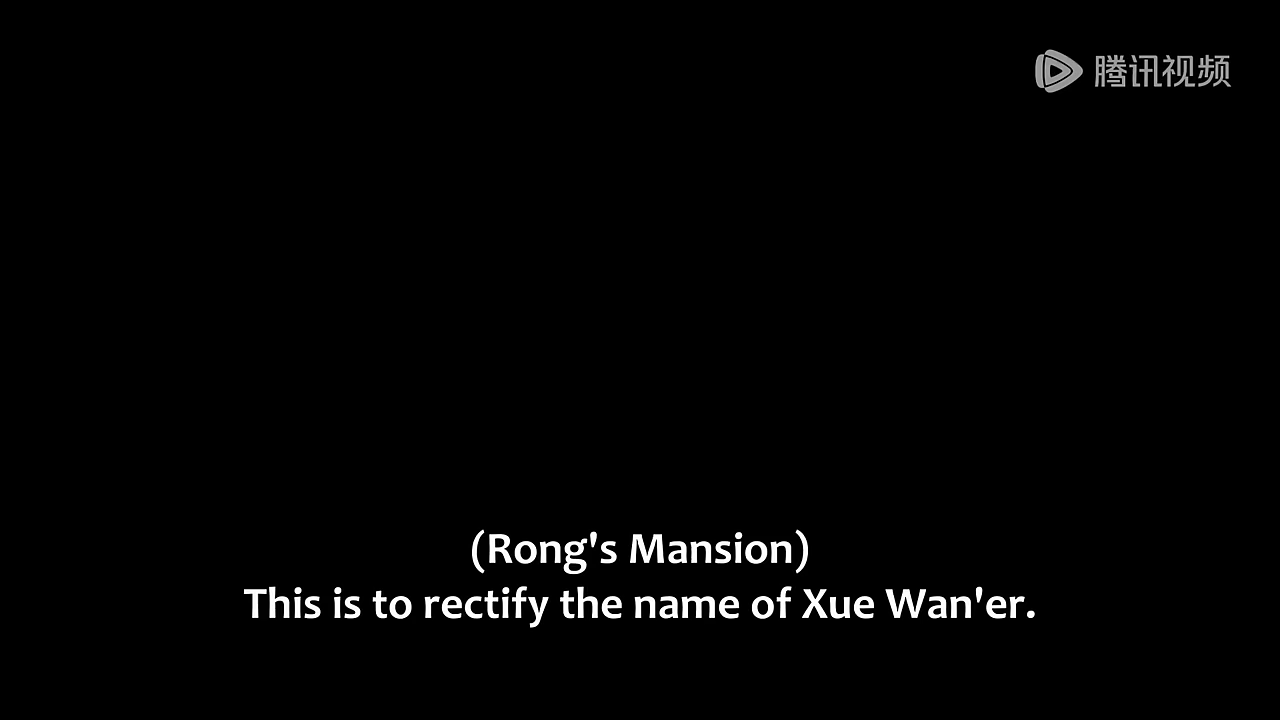 腾讯视频
(Rong's Mansion)
This is to rectify the name of Xue Wan'er.